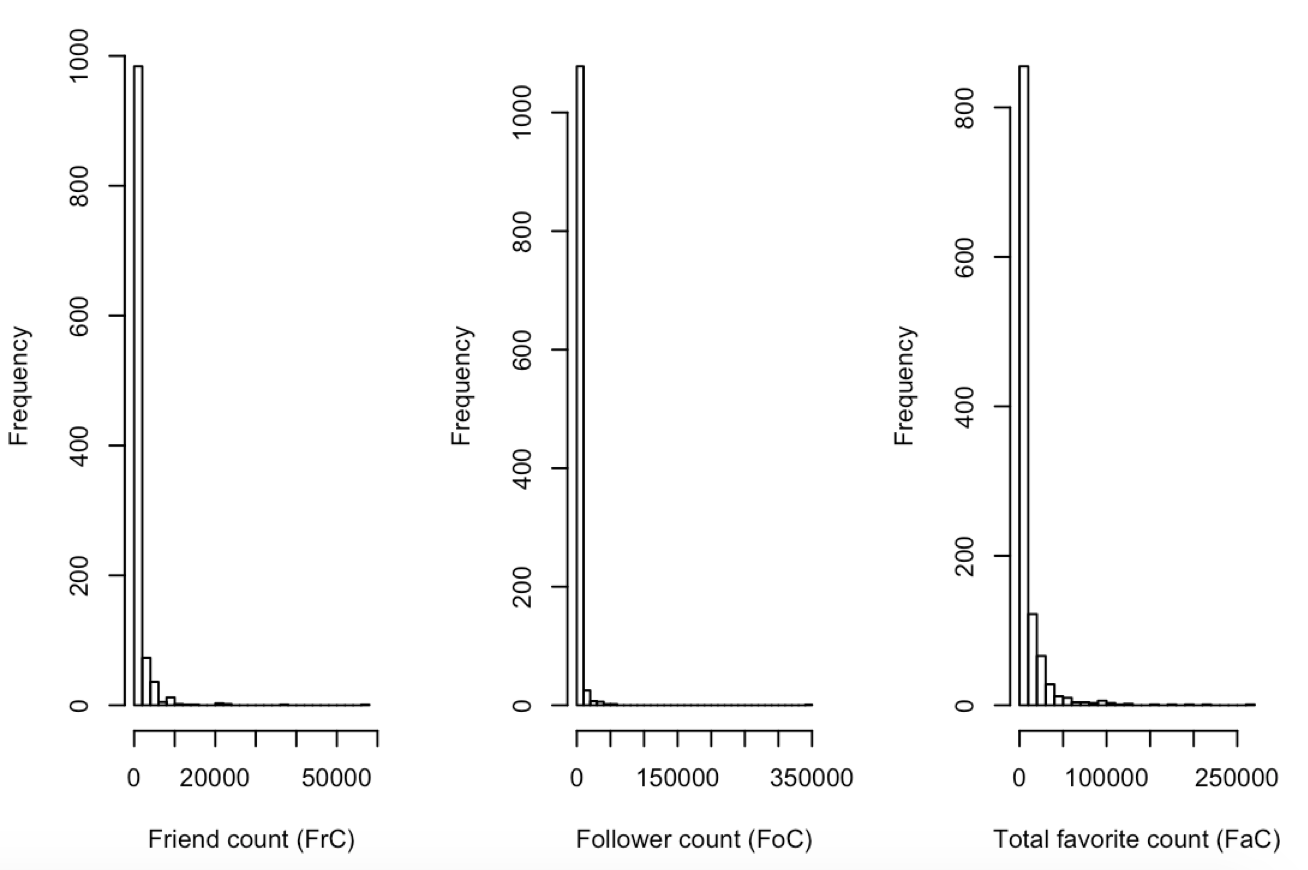 Frequency
0 200 400 600 800 1000
0 20000 50000
Friend count (FrC)
Frequency
0 200 400 600 800 1000
0 150000 350000
Follower count (FoC)
Frequency
0 200 400 600 800
0 100000 250000
Total favorite count (FaC)